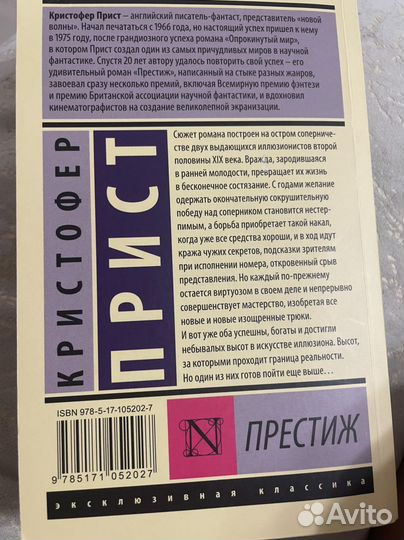 Кристофер Прист – английский писатель-фантаст, представитель «новой
волны». Начал печататься с 1966 года, но настоящий успех пришел к нему
в 1975 году, после грандиозного успеха романа «Опрокинутый мир»,
в котором Прист создал один из самых причудливых миров в научной
фантастике. Спустя 20 лет автору удалось повторить свой успех – его
удивительный роман «Престиж», написанный на стыке разных жанров,
завоевал сразу несколько премий, включая Всемирную премию фэнтези
и премию Британской ассоциации научной фантастики, и вдохновил
кинематографистов на создание великолепной экранизации.
КРИСТОФЕР
ПРИСТ
Сюжет романа построен на остром соперниче-
стве двух выдающихся иллюзионистов второй
половины XIX века. Вражда, зародившаяся
в ранней молодости, превращает их жизнь
в бесконечное состязание. С годами желание
одержать окончательную сокрушительную
победу над соперником становится нестер-
пимым, а борьба приобретает такой накал,
когда уже все средства хороши, и в ход идут
кража чужих секретов, подсказки зрителям
при исполнении номера, откровенный срыв
представления. Но каждый по-прежнему
остается виртуозом в своем деле и непрерывно
совершенствует мастерство, изобретая все
новые и новые изощренные трюки.
И вот уже оба успешны, богаты и достигли
небывалых высот в искусстве иллюзиона. Высот,
за которыми проходит граница реальности.
Но один из них готов пойти еще выше...
ISBN 978-5-17-105202-7
9 785171 052027
N
ПРЕСТИЖ
эксклюзивная классика
Avito